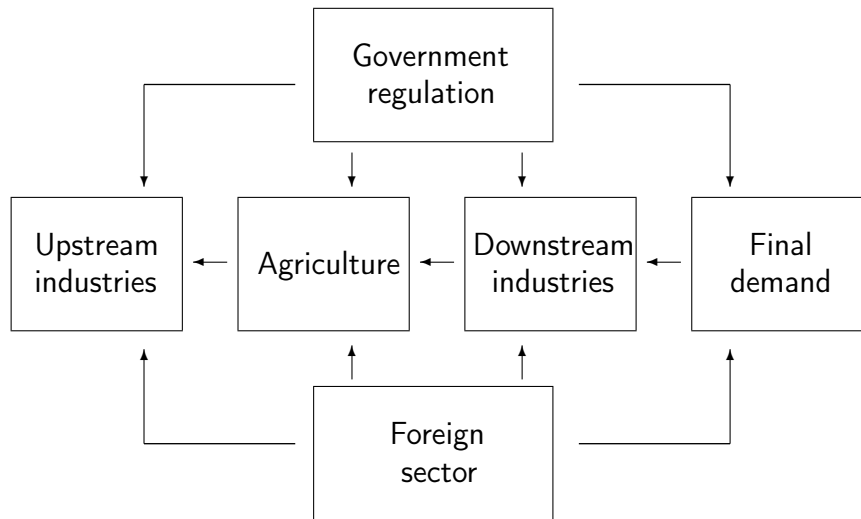 Government
regulation
Upstream
industries
Agriculture
Downstream
industries
Final
demand
Foreign
sector